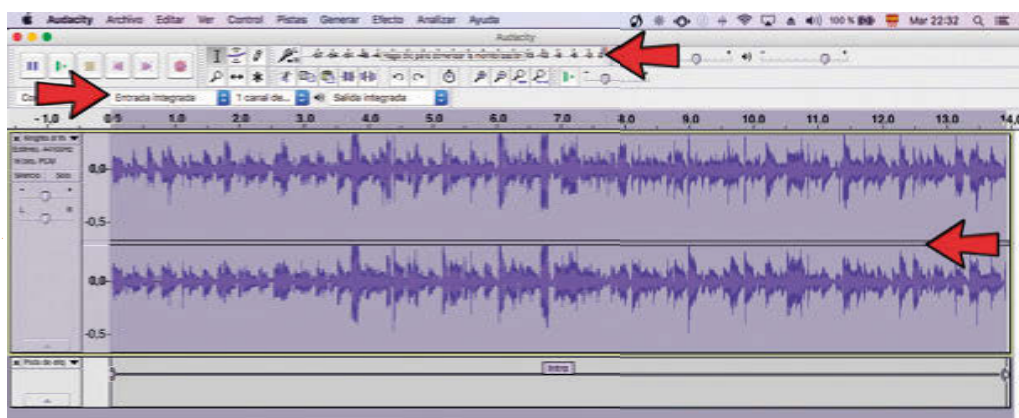 Audacity Archivo Editar Ver Control Pistas Generar Efecto Analizar Ayuda 100 % Mar 22:32
Audacity
Haga clic para comenzar la monitorización
Entrada integrada 1 canal de... Salida integrada
- 1,0 0,0 1,0 2,0 3,0 4,0 5,0 6,0 7,0 8,0 9,0 10,0 11,0 12,0 13,0 14,0
Estéreo, 44100Hz
Silencio Solo
- +
L R
0,0-
-0,5-
0,0-
-0,5-
Pista de eti
Intro